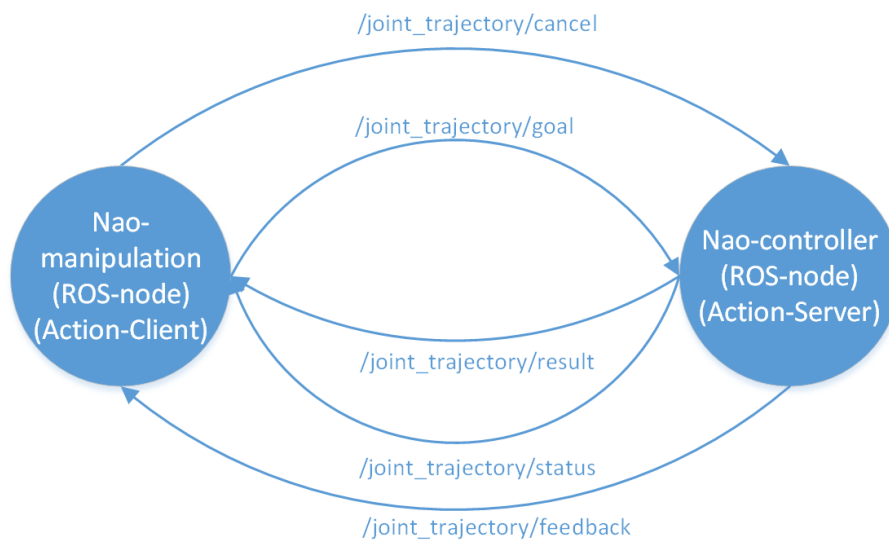 /joint_trajectory/cancel
/joint_trajectory/goal
Nao-
manipulation
(ROS-node)
(Action-Client)
Nao-controller
(ROS-node)
(Action-Server)
/joint_trajectory/result
/joint_trajectory/status
/joint_trajectory/feedback